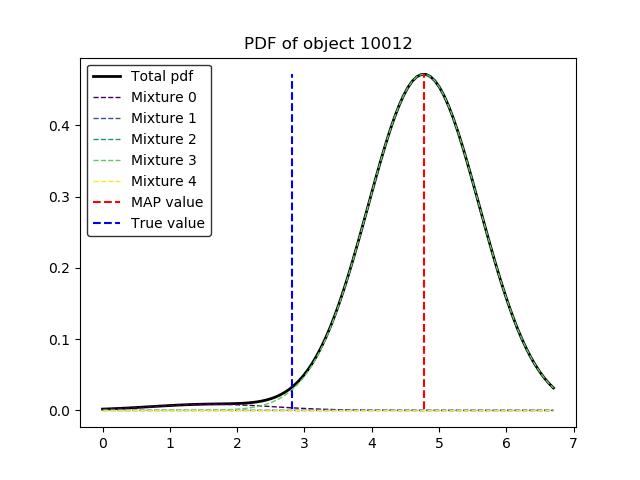 PDF of object 10012
Total pdf
Mixture 0
Mixture 1
Mixture 2
Mixture 3
Mixture 4
MAP value
True value
0.4
0.3
0.2
0.1
0.0
0 1 2 3 4 5 6 7